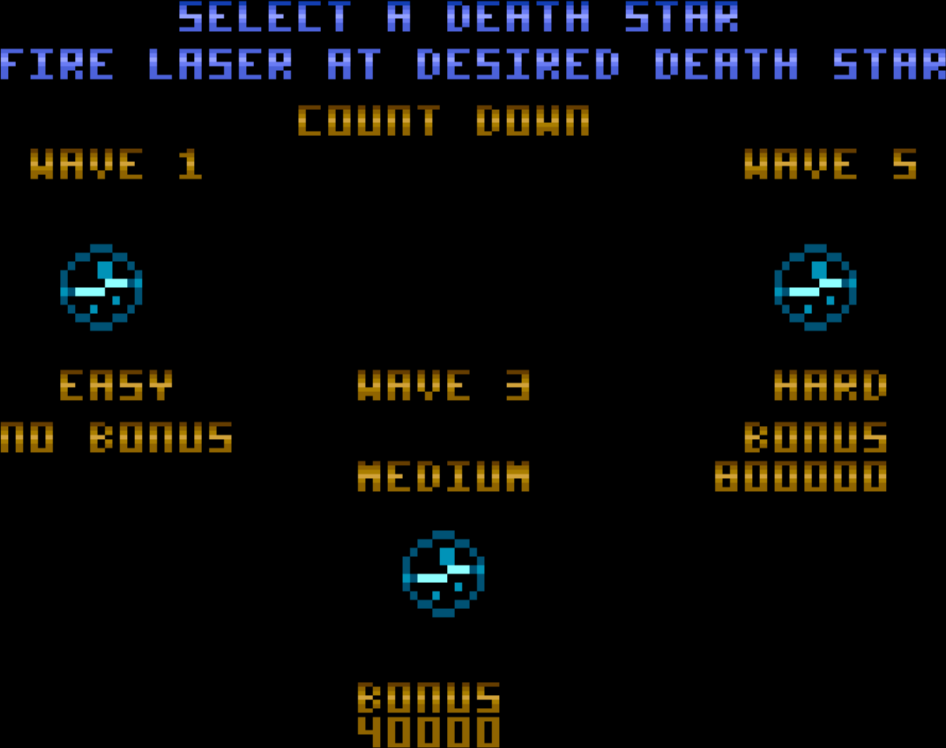 SELECT A DEATH STAR
FIRE LASER AT DESIRED DEATH STAR
COUNT DOWN
WAVE 1
WAVE 5
EASY
WAVE 3
HARD
NO BONUS
BONUS
MEDIUM
800000
BONUS
40000